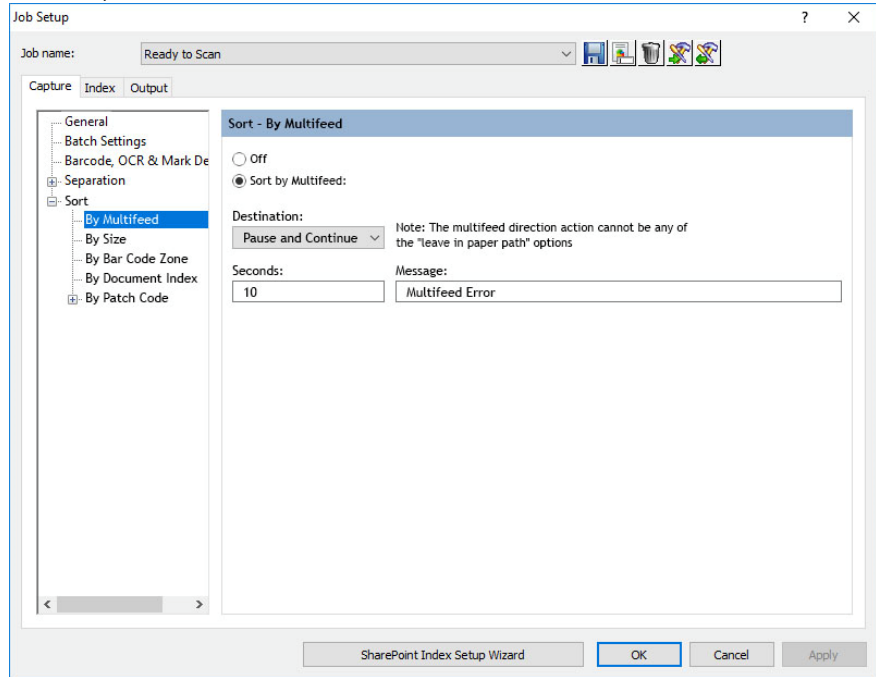 Job Setup
?
Job name:
Ready to Scan
Capture
Index
Output
General
Batch Settings
Barcode, OCR & Mark De
Separation
Sort
By Multifeed
By Size
By Bar Code Zone
By Document Index
By Patch Code
Sort - By Multifeed
Off
Sort by Multifeed:
Destination:
Pause and Continue
Note: The multifeed direction action cannot be any of
the "leave in paper path" options
Seconds:
Message:
10
Multifeed Error
SharePoint Index Setup Wizard
OK
Cancel
Apply